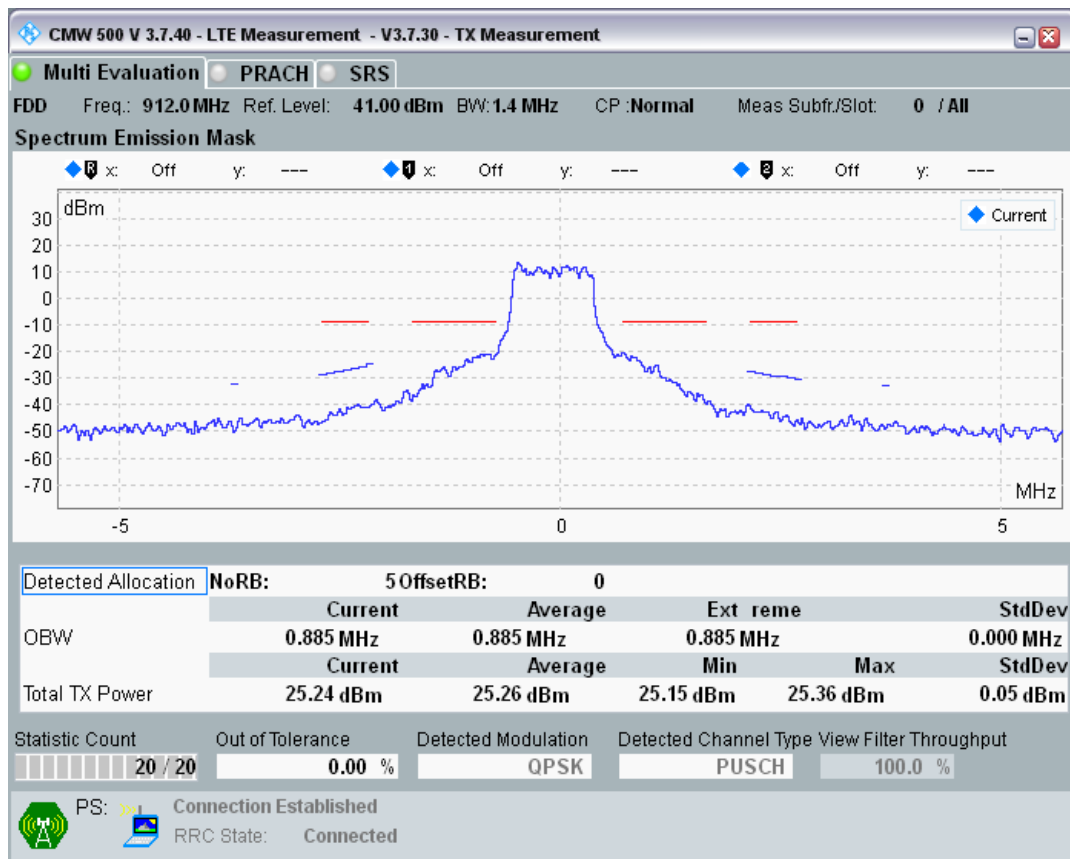 CMW 500 V 3.7.40 - LTE Measurement - V3.7.30 - TX Measurement
Multi Evaluation PRACH SRS
FDD Freq.: 912.0 MHz Ref. Level: 41.00 dBm BW: 1.4 MHz CP :Normal Meas Subfr./Slot: 0 / All
Spectrum Emission Mask
R x: Off y: --- 1 x: Off y: --- 2 x: Off y: ---
dBm
Current
30
20
10
0
-10
-20
-30
-40
-50
-60
-70
MHz
-5 0 5
Detected Allocation NoRB: 5 OffsetRB: 0
Current Average Ext reme StdDev
OBW 0.885 MHz 0.885 MHz 0.885 MHz 0.000 MHz
Current Average Min Max StdDev
Total TX Power 25.24 dBm 25.26 dBm 25.15 dBm 25.36 dBm 0.05 dBm
Statistic Count Out of Tolerance Detected Modulation Detected Channel Type View Filter Throughput
20 / 20 0.00 % QPSK PUSCH 100.0 %
PS: Connection Established
RRC State: Connected